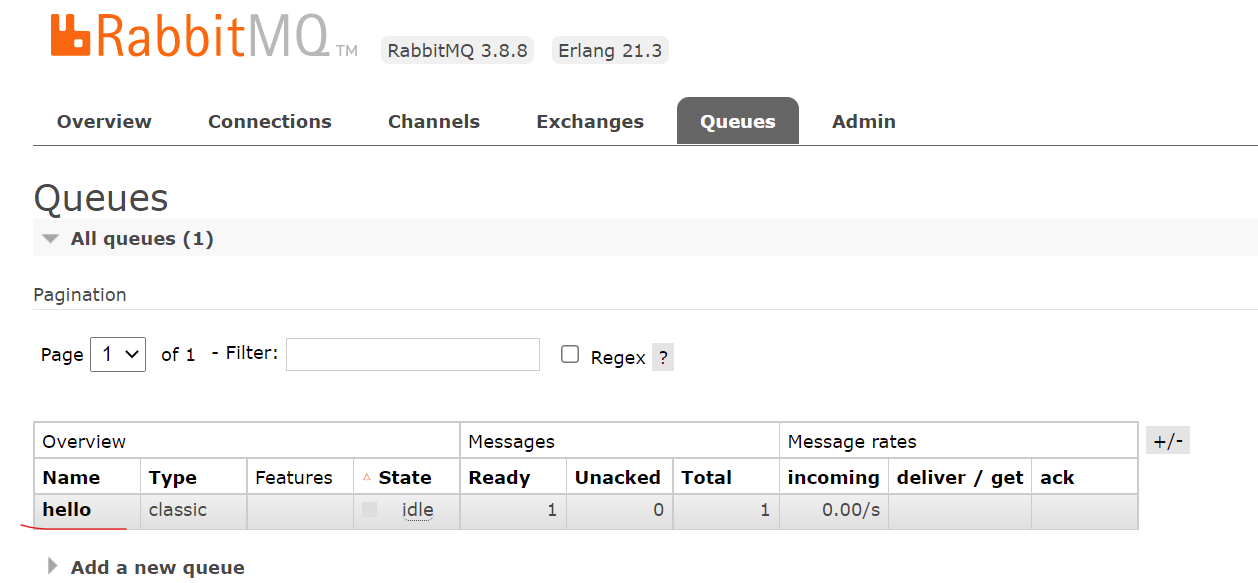 RabbitMQ TM RabbitMQ 3.8.8 Erlang 21.3
Overview Connections Channels Exchanges Queues Admin
Queues
All queues (1)
Pagination
Page 1 of 1 - Filter: Regex ?
Overview Messages Message rates +/-
Name Type Features State Ready Unacked Total incoming deliver / get ack
hello classic idle 1 0 1 0.00/s
Add a new queue